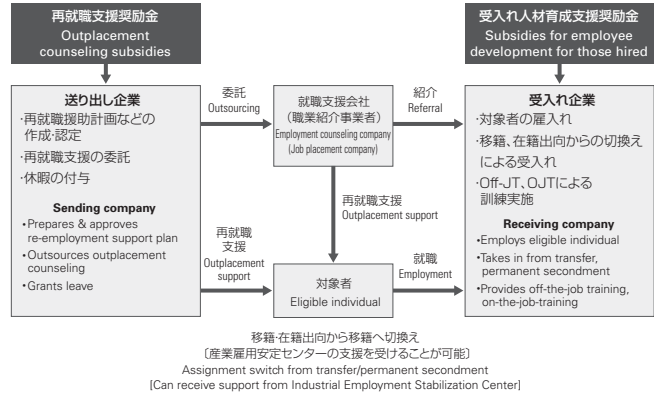 再就職支援奨励金
Outplacement
counseling subsidies
受入れ人材育成支援奨励金
Subsidies for employee
development for those hired
送り出し企業
・再就職援助計画などの
作成・認定
・再就職支援の委託
・休暇の付与
Sending company
•Prepares & approves
re-employment support plan
•Outsources outplacement
counseling
•Grants leave
委託
Outsourcing
就職支援会社
（職業紹介事業者）
Employment counseling company
(Job placement company)
紹介
Referral
再就職支援
Outplacement support
再就職
支援
Outplacement
support
対象者
Eligible individual
就職
Employment
受入れ企業
・対象者の雇入れ
・移籍、在籍出向からの切換え
による受入れ
・Off-JT、OJTによる
訓練実施
Receiving company
•Employs eligible individual
•Takes in from transfer,
permanent secondment
•Provides off-the-job training,
on-the-job-training
移籍・在籍出向から移籍へ切換え
〔産業雇用安定センターの支援を受けることが可能〕
Assignment switch from transfer/permanent secondment
[Can receive support from Industrial Employment Stabilization Center]